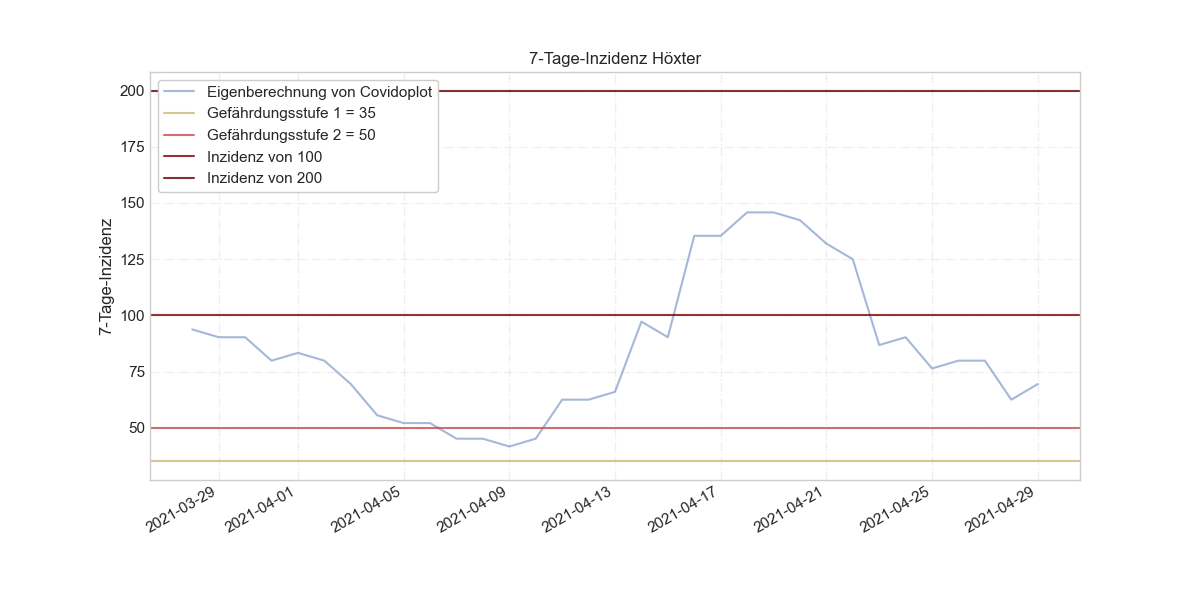 7-Tage-Inzidenz Höxter
Eigenberechnung von Covidoplot
Gefährdungsstufe 1 = 35
Gefährdungsstufe 2 = 50
Inzidenz von 100
Inzidenz von 200
7-Tage-Inzidenz
200
175
150
125
100
75
50
2021-03-29
2021-04-01
2021-04-05
2021-04-09
2021-04-13
2021-04-17
2021-04-21
2021-04-25
2021-04-29